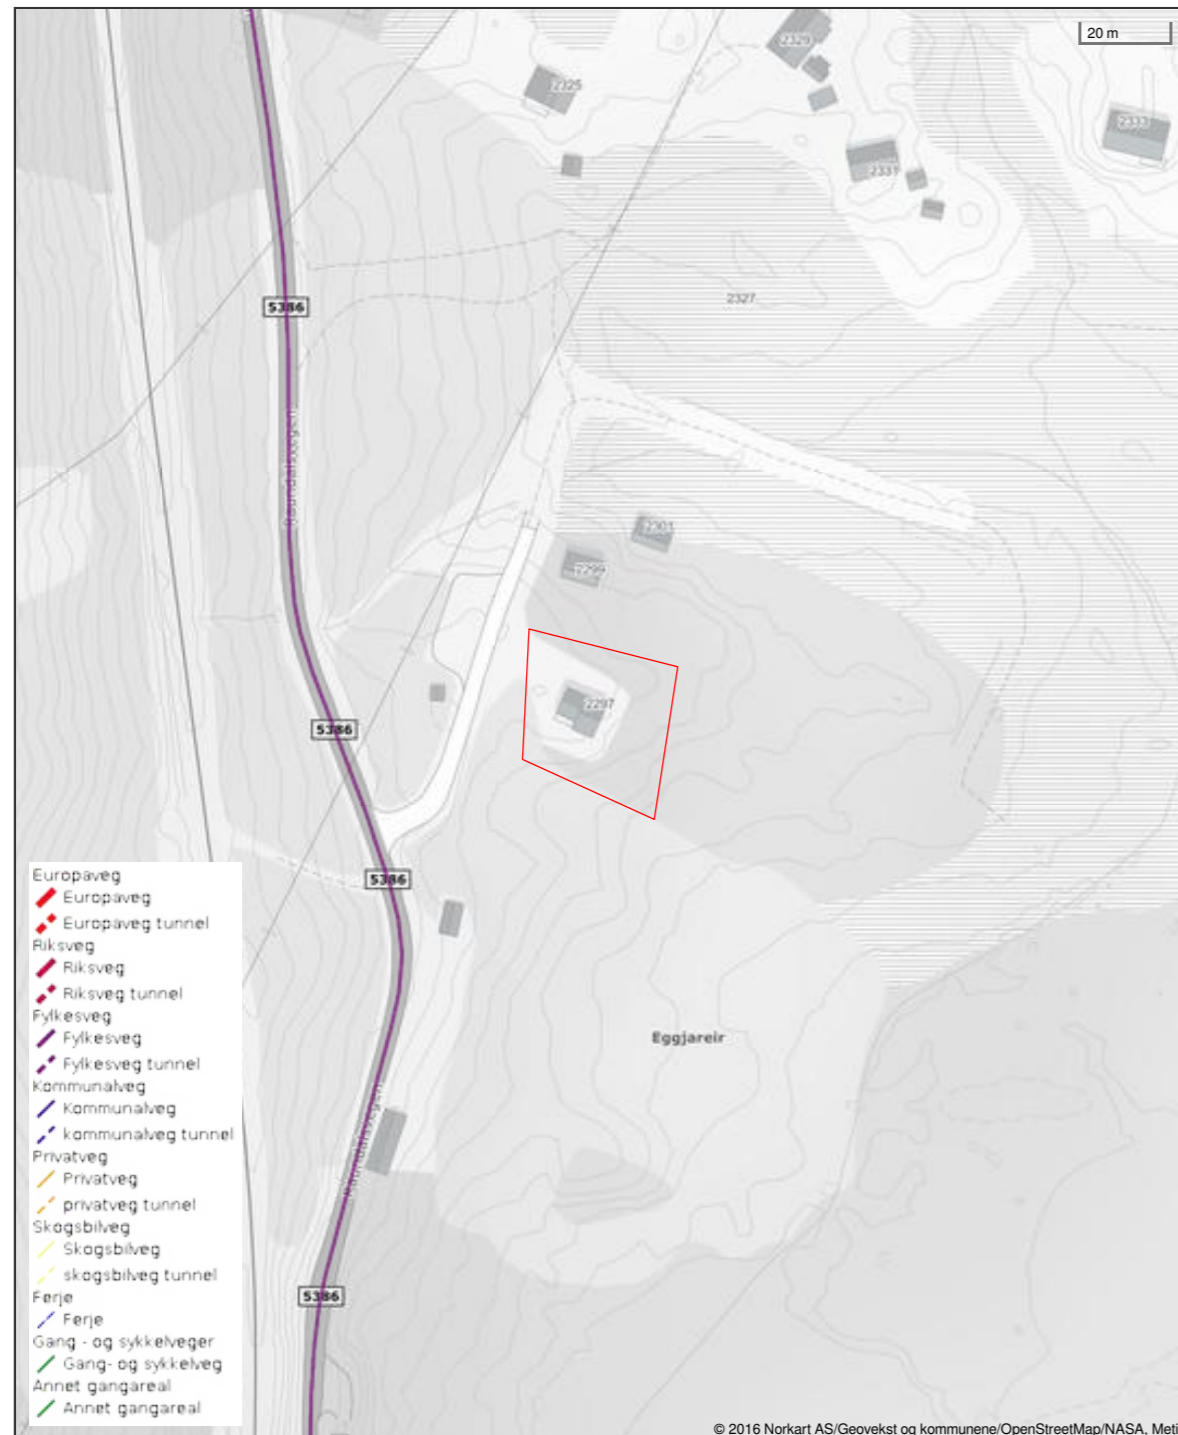 20 m
2329
2325
2333
2331
5386
2327
Raundalsvegen
2301
2299
2297
5386
5386
Eggjareir
Raundalsvegen
5386
Europaveg
Europaveg
Europaveg tunnel
Riksveg
Riksveg
Riksveg tunnel
Fylkesveg
Fylkesveg
Fylkesveg tunnel
Kommunalveg
Kommunalveg
kommunalveg tunnel
Privatveg
Privatveg
privatveg tunnel
Skogsbilveg
Skogsbilveg
skogsbilveg tunnel
Ferje
Ferje
Gang - og sykkelveger
Gang- og sykkelveg
Annet gangareal
Annet gangareal
© 2016 Norkart AS/Geovekst og kommunene/OpenStreetMap/NASA, Meti